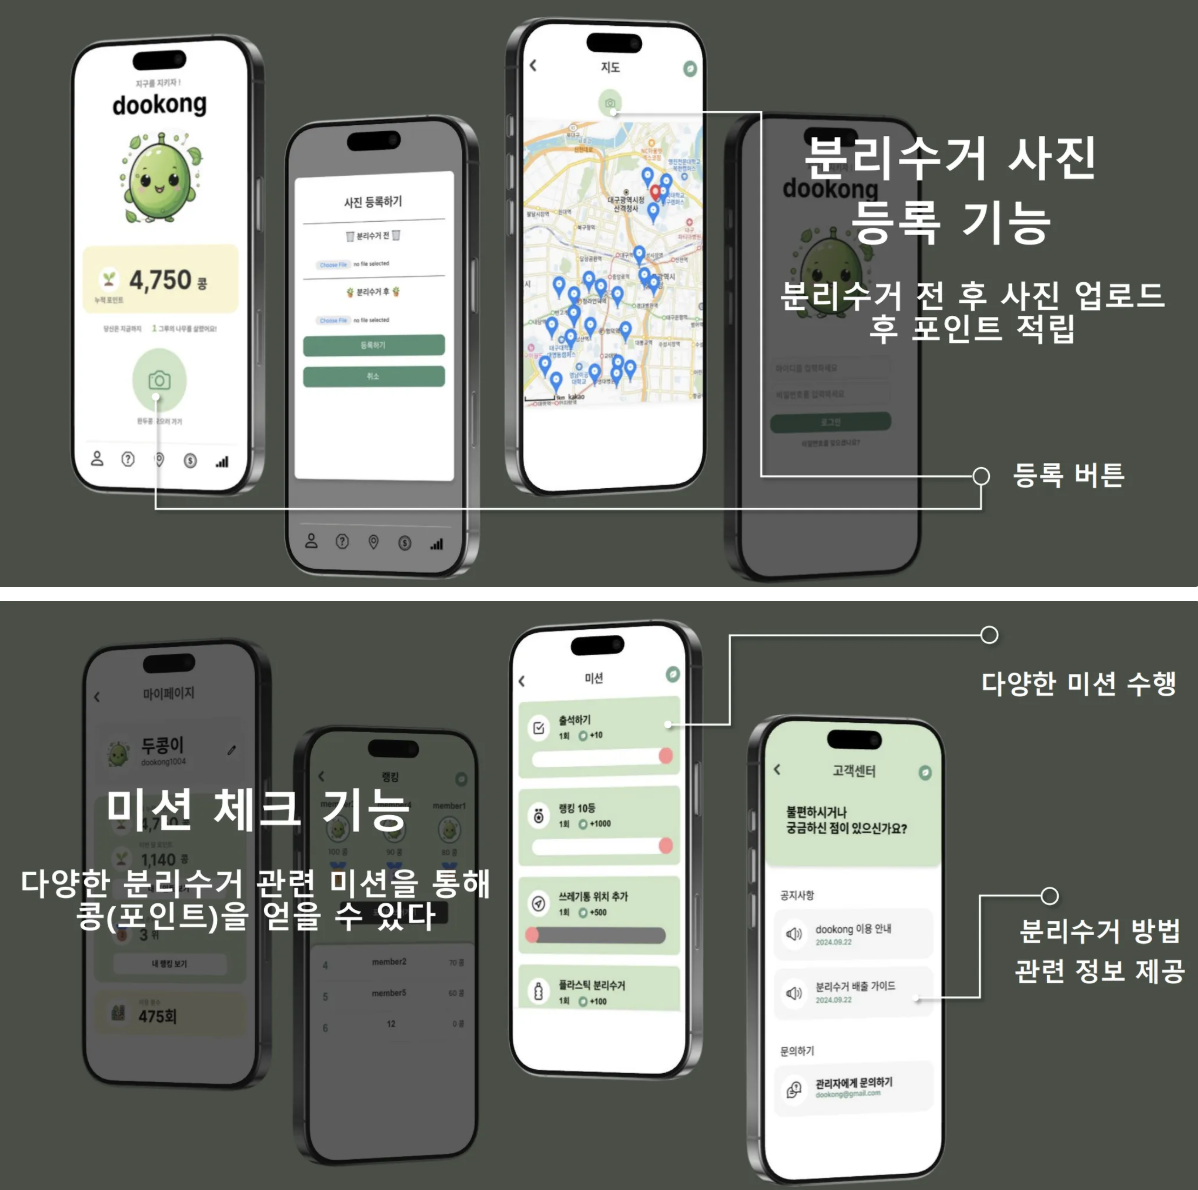 지구를 지키자 !
dookong
4,750 콩
누적 포인트
당신은 지금까지 1 그루의 나무를 살렸어요!
완두콩 모으러 가기
사진 등록하기
분리수거 전
Choose File no file selected
분리수거 후
Choose File no file selected
등록하기
취소
지도
대구광역시청
산격청사
kakao
dookong
아이디를 입력하세요
비밀번호를 입력하세요
로그인
비밀번호를 잊으셨나요?
분리수거 사진
등록 기능
분리수거 전 후 사진 업로드
후 포인트 적립
등록 버튼
마이페이지
두콩이
dookong1004
1,140 콩
3 위
내 랭킹 보기
475회
랭킹
member1
100 콩
90 콩
80 콩
4 member2 70 콩
5 member5 60 콩
6 12 0 콩
미션 체크 기능
다양한 분리수거 관련 미션을 통해
콩(포인트)을 얻을 수 있다
미션
출석하기
1회 +10
랭킹 10등
1회 +1000
쓰레기통 위치 추가
1회 +500
플라스틱 분리수거
1회 +100
다양한 미션 수행
고객센터
불편하시거나
궁금하신 점이 있으신가요?
공지사항
dookong 이용 안내
2024.09.22
분리수거 배출 가이드
2024.09.22
문의하기
관리자에게 문의하기
dookong@gmail.com
분리수거 방법
관련 정보 제공